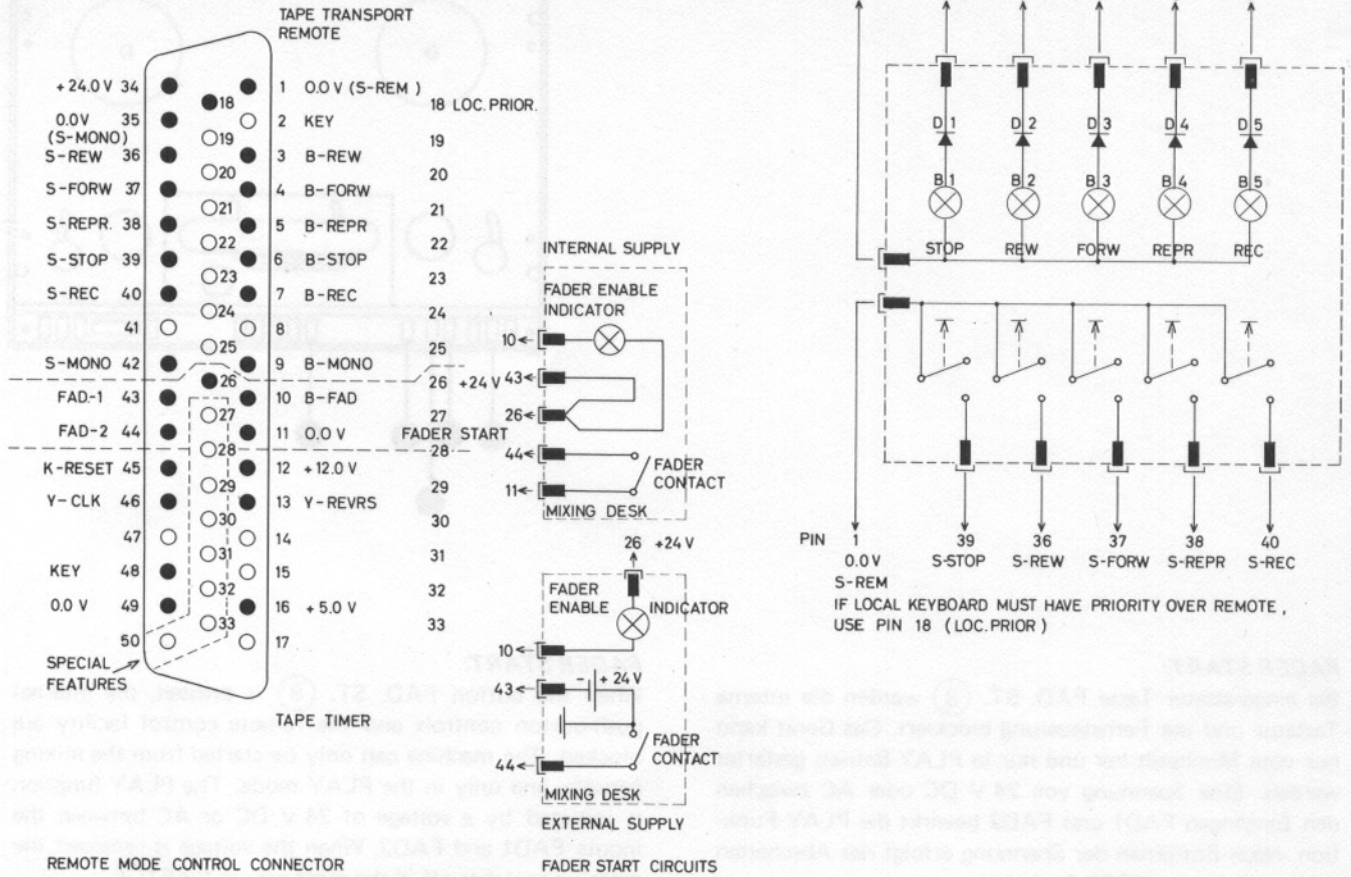 TAPE TRANSPORT
REMOTE
+ 24.0 V 34
18
1 0.0 V (S-REM )
18 LOC. PRIOR.
0.0V 35
(S-MONO)
19
2 KEY
19
S-REW 36
20
3 B-REW
20
S-FORW 37
21
4 B-FORW
21
S-REPR. 38
22
5 B-REPR
22
S-STOP 39
23
6 B-STOP
23
S-REC 40
24
7 B-REC
24
41
25
8
25
S-MONO 42
26
9 B-MONO
26 +24 V
FAD.-1 43
27
10 B-FAD
27
FADER START
FAD-2 44
28
11 0.0 V
28
K-RESET 45
29
12 +12.0 V
29
Y-CLK 46
30
13 Y-REVRS
30
47
31
14
31
KEY 48
32
15
32
0.0 V 49
33
16 + 5.0 V
33
50
17
SPECIAL
FEATURES
TAPE TIMER
REMOTE MODE CONTROL CONNECTOR
INTERNAL SUPPLY
FADER ENABLE
INDICATOR
10
43
26
44
11
FADER
CONTACT
MIXING DESK
26 +24 V
FADER
ENABLE INDICATOR
10
43
- + 24 V
44
FADER
CONTACT
MIXING DESK
EXTERNAL SUPPLY
FADER START CIRCUITS
D 1 D 2 D 3 D 4 D 5
B 1 B 2 B 3 B 4 B 5
STOP REW FORW REPR REC
PIN 1 39 36 37 38 40
0.0 V S-STOP S-REW S-FORW S-REPR S-REC
S-REM
IF LOCAL KEYBOARD MUST HAVE PRIORITY OVER REMOTE,
USE PIN 18 (LOC. PRIOR )